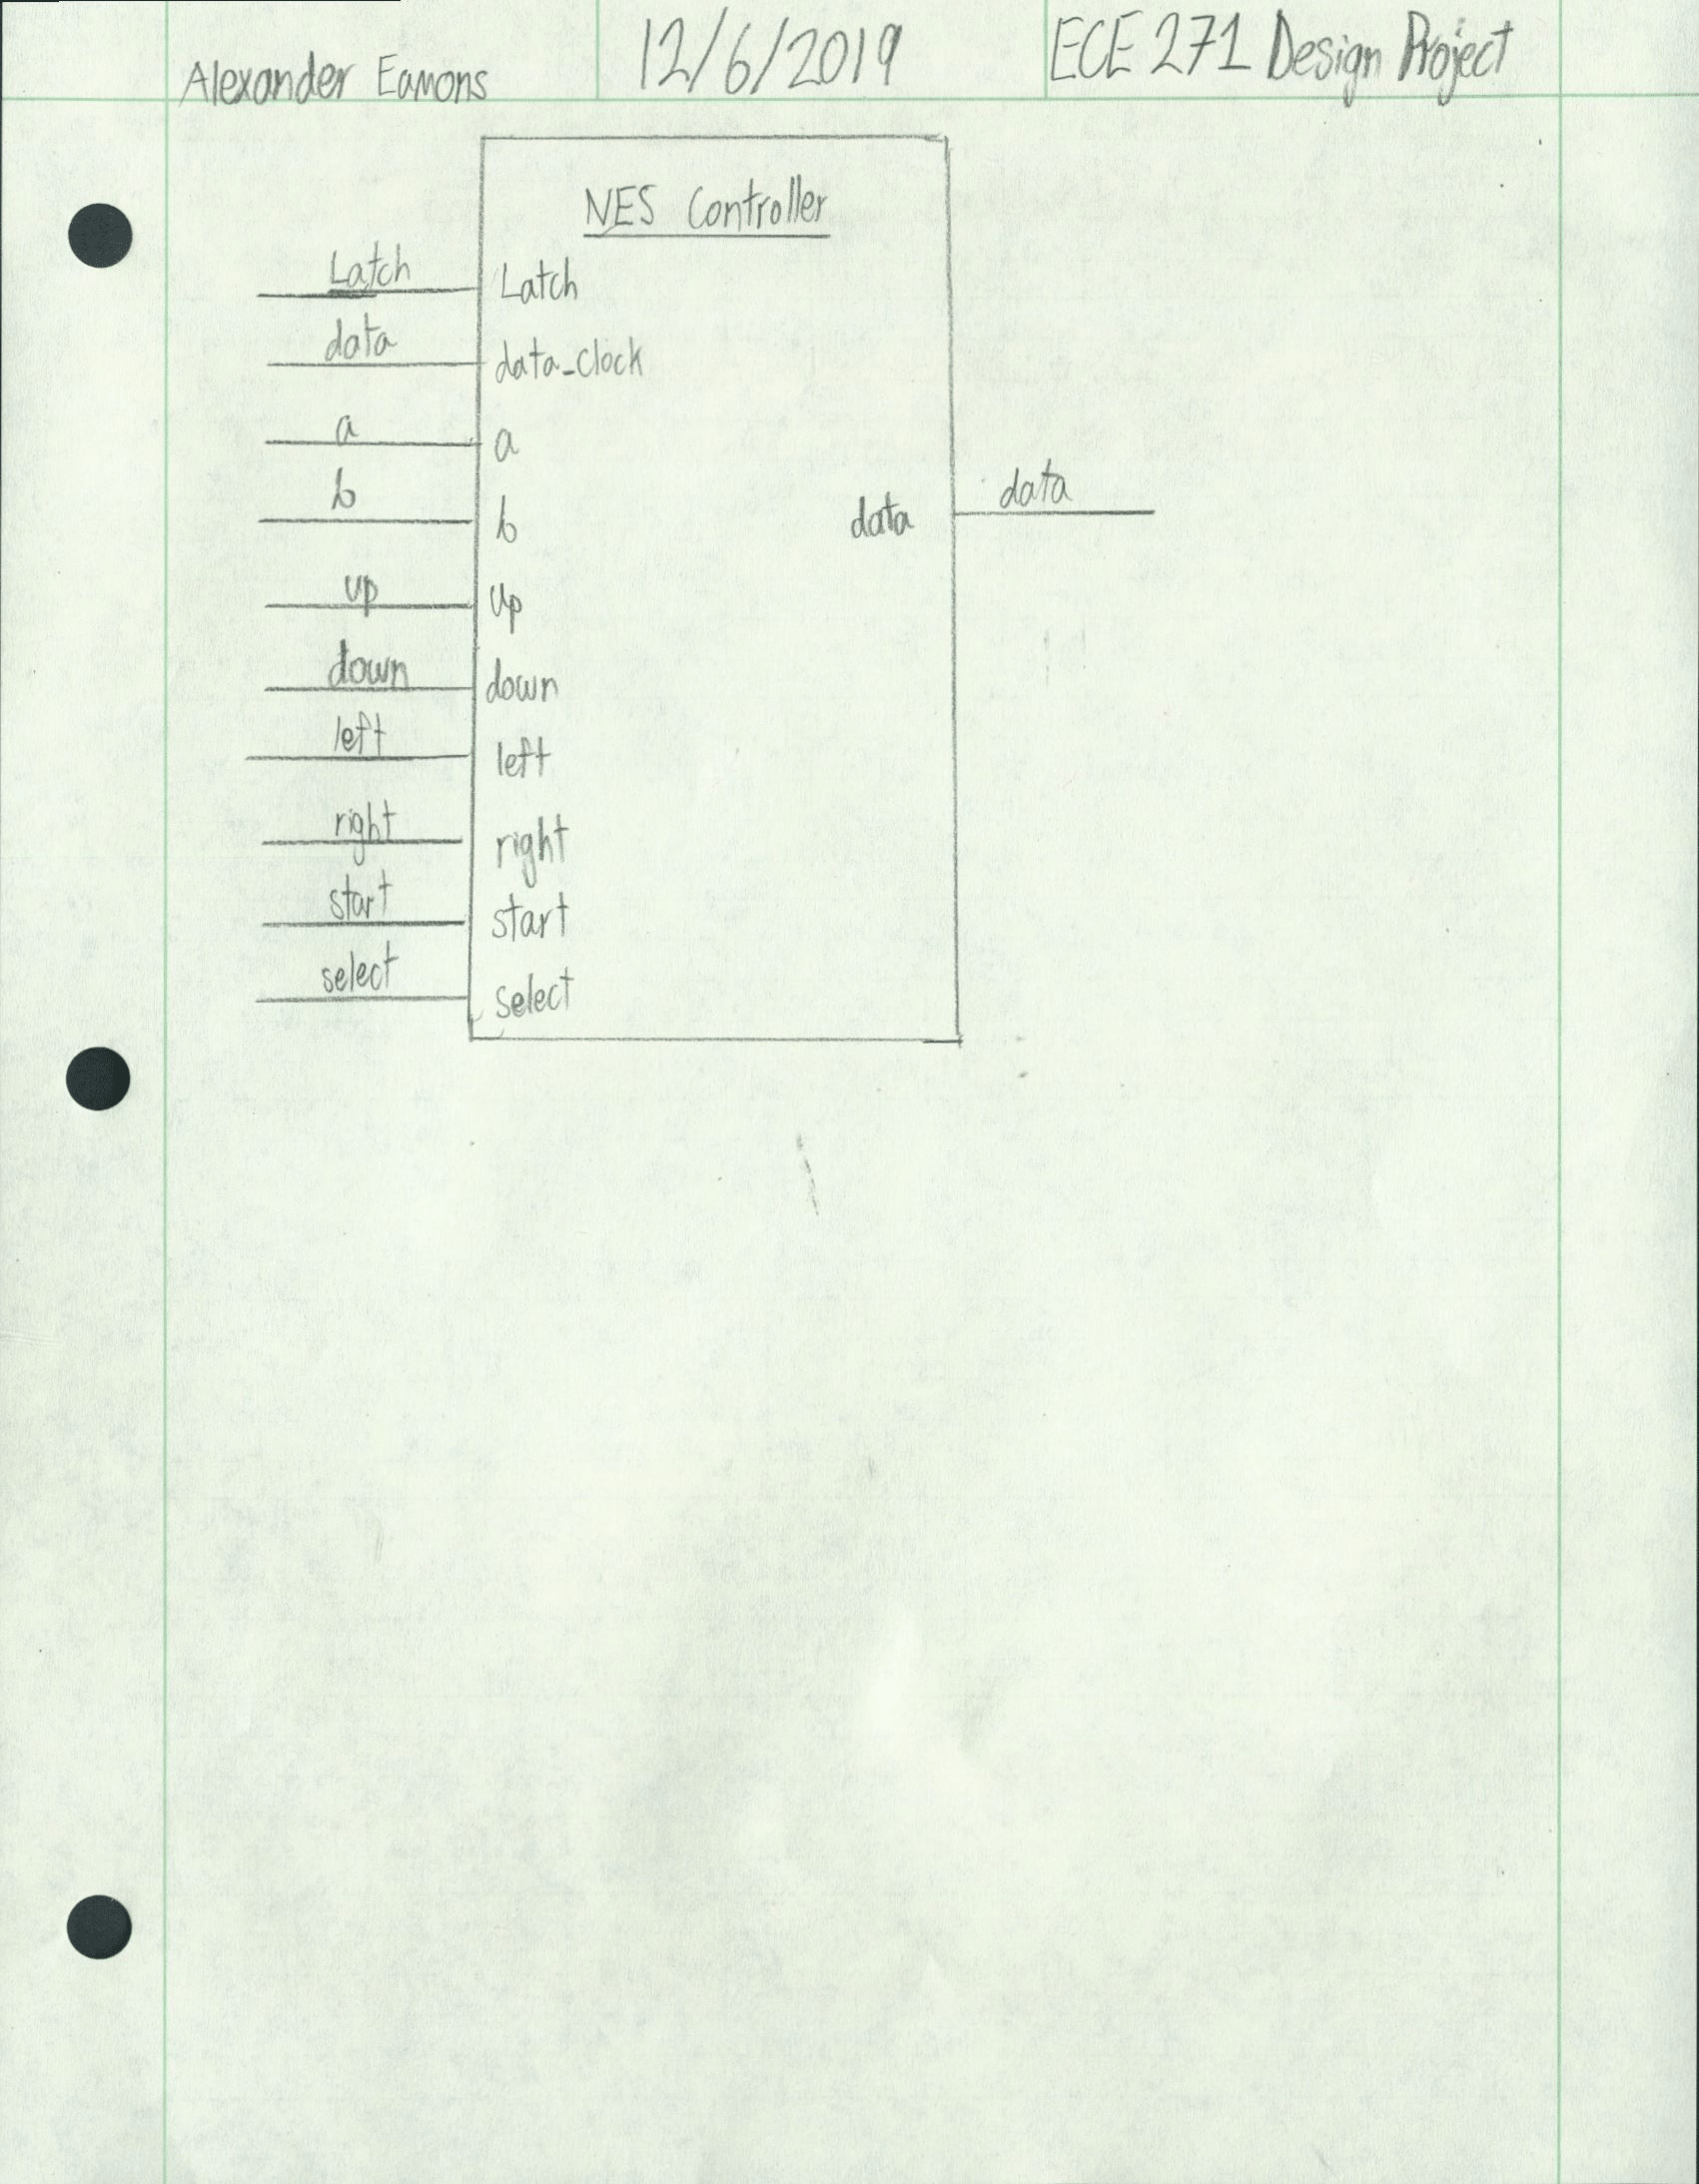 Alexander Eamons 12/6/2019 ECE 271 Design Project
NES Controller
Latch Latch
data data_clock
a a
b b
data data
up up
down down
left left
right right
start start
select select